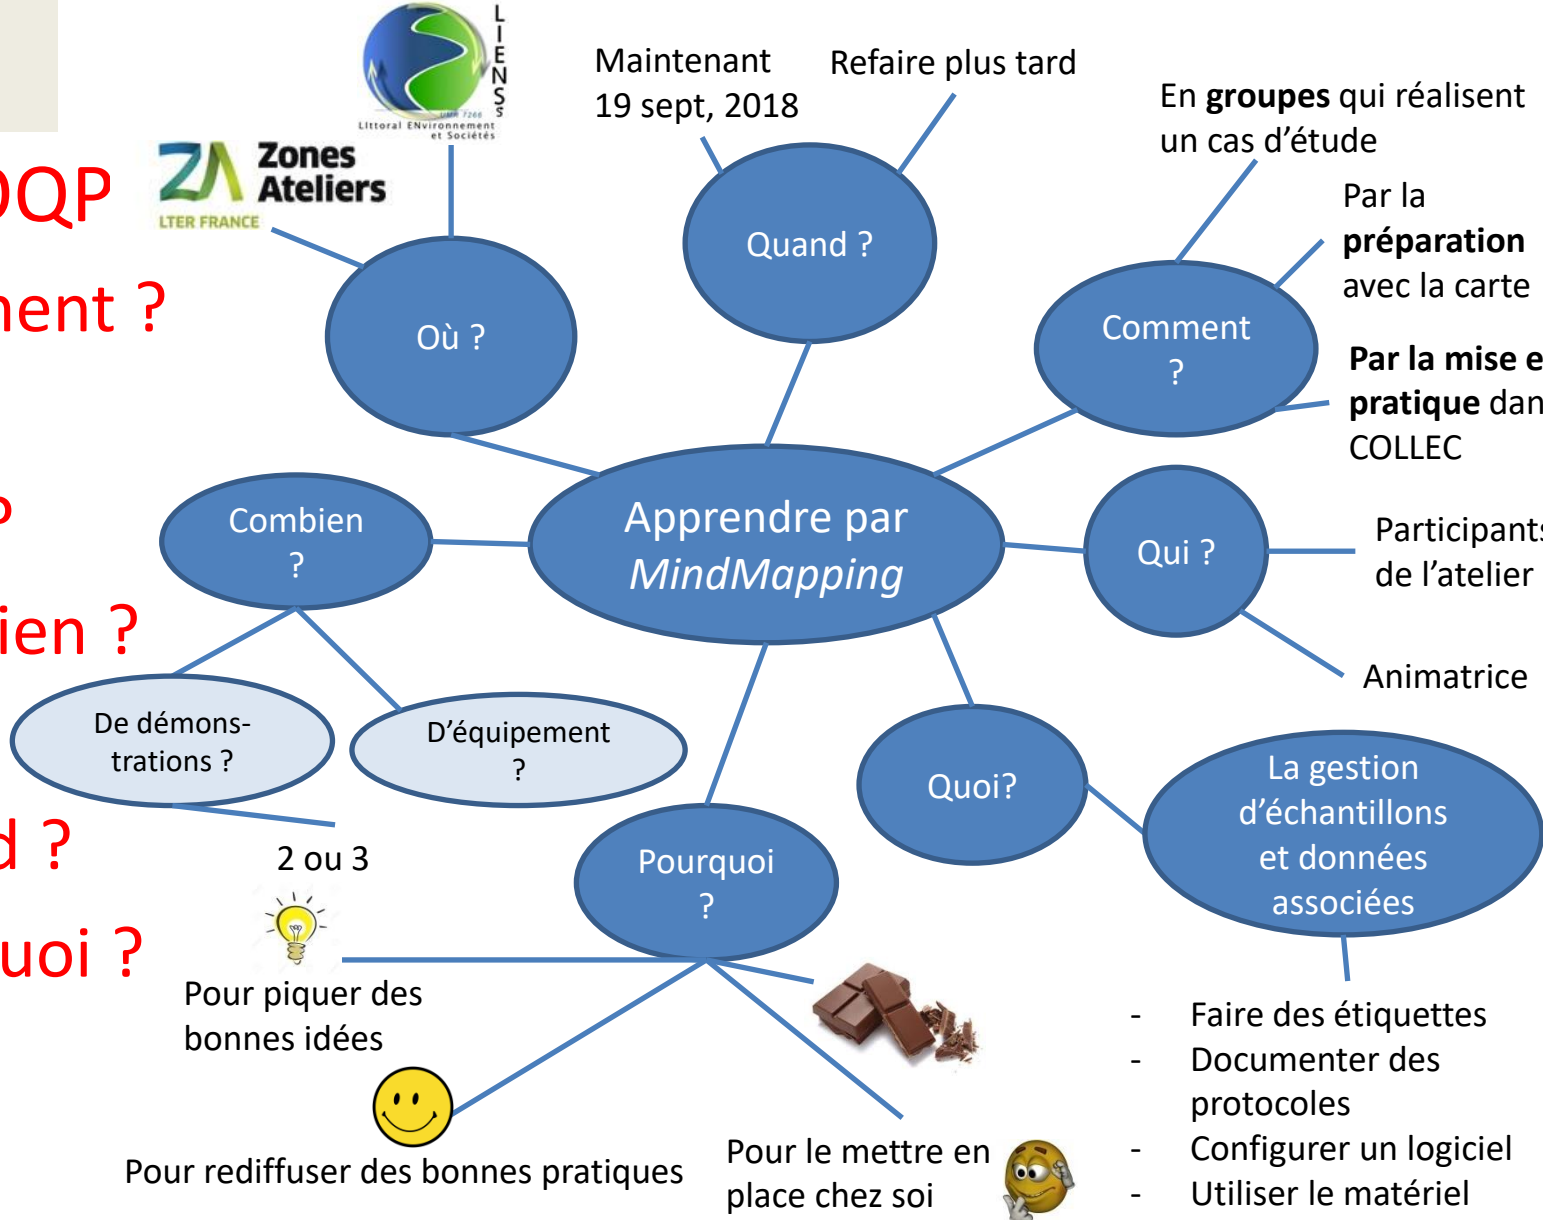 L
I
E
N
S
s
UMR 7266
Littoral ENvironnement
et Sociétés
Zones
Ateliers
LTER FRANCE
Maintenant
19 sept, 2018
Refaire plus tard
En groupes qui réalisent
un cas d’étude
Par la
préparation
avec la carte
Par la mise e
pratique dan
COLLEC
OQP
ment ?
?
ien ?
d ?
uoi ?
Où ?
Quand ?
Comment
?
Combien
?
Apprendre par
MindMapping
Qui ?
Participants
de l’atelier
Animatrice
De démons-
trations ?
D’équipement
?
2 ou 3
Quoi?
La gestion
d’échantillons
et données
associées
Pourquoi
?
Pour piquer des
bonnes idées
Pour rediffuser des bonnes pratiques
Pour le mettre en
place chez soi
- Faire des étiquettes
- Documenter des
protocoles
- Configurer un logiciel
- Utiliser le matériel